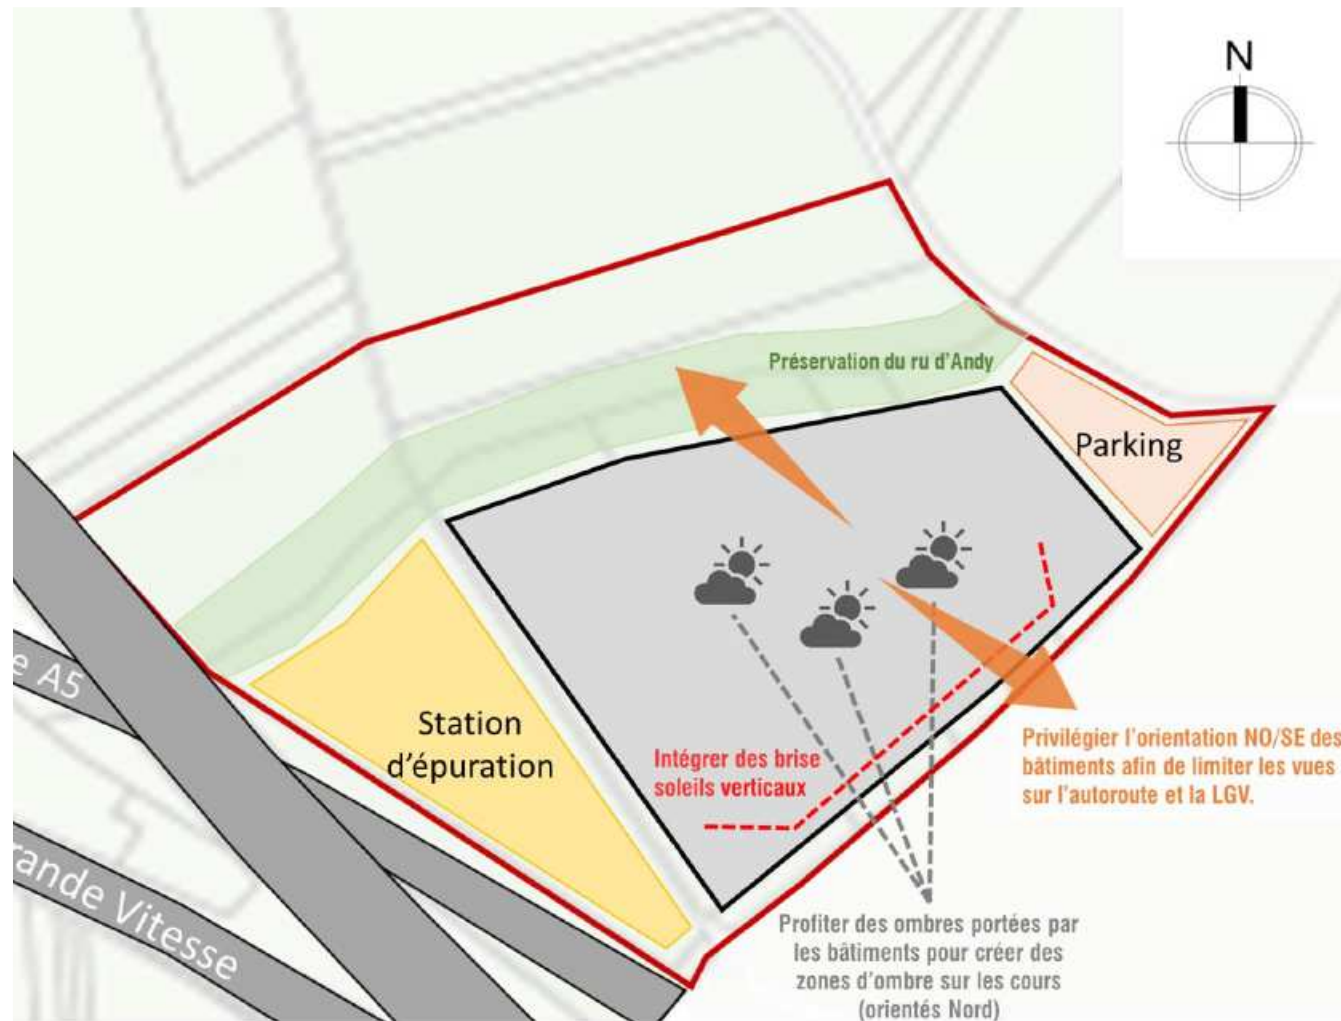 N
Préservation du ru d'Andy
Parking
e A5
Station
d'épuration
Intégrer des brise
soleils verticaux
Privilégier l'orientation NO/SE des
bâtiments afin de limiter les vues
sur l'autoroute et la LGV.
rande Vitesse
Profiter des ombres portées par
les bâtiments pour créer des
zones d'ombre sur les cours
(orientés Nord)